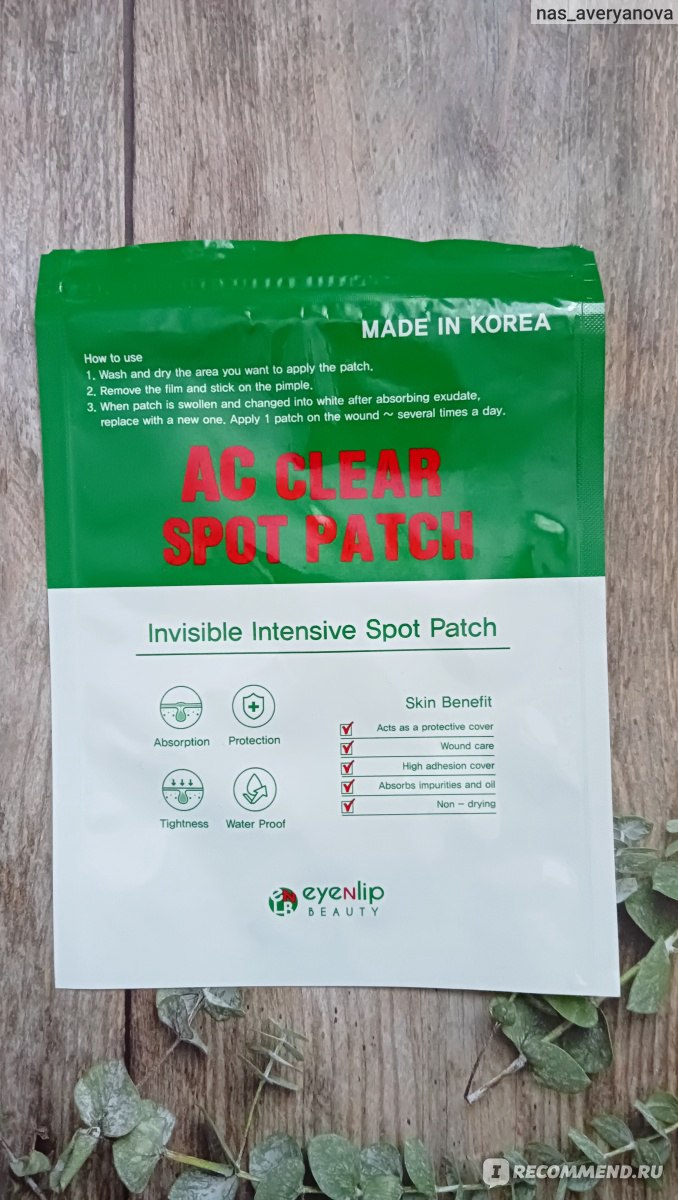 nas_averyanova
MADE IN KOREA
How to use
1. Wash and dry the area you want to apply the patch.
2. Remove the film and stick on the pimple.
3. When patch is swollen and changed into white after absorbing exudate,
replace with a new one. Apply 1 patch on the wound ~ several times a day.
AC CLEAR
SPOT PATCH
Invisible Intensive Spot Patch
Absorption
Protection
Tightness
Water Proof
Skin Benefit
Acts as a protective cover
Wound care
High adhesion cover
Absorbs impurities and oil
Non - drying
eNLB
eyeNlip
BEAUTY
IRECOMMEND.RU